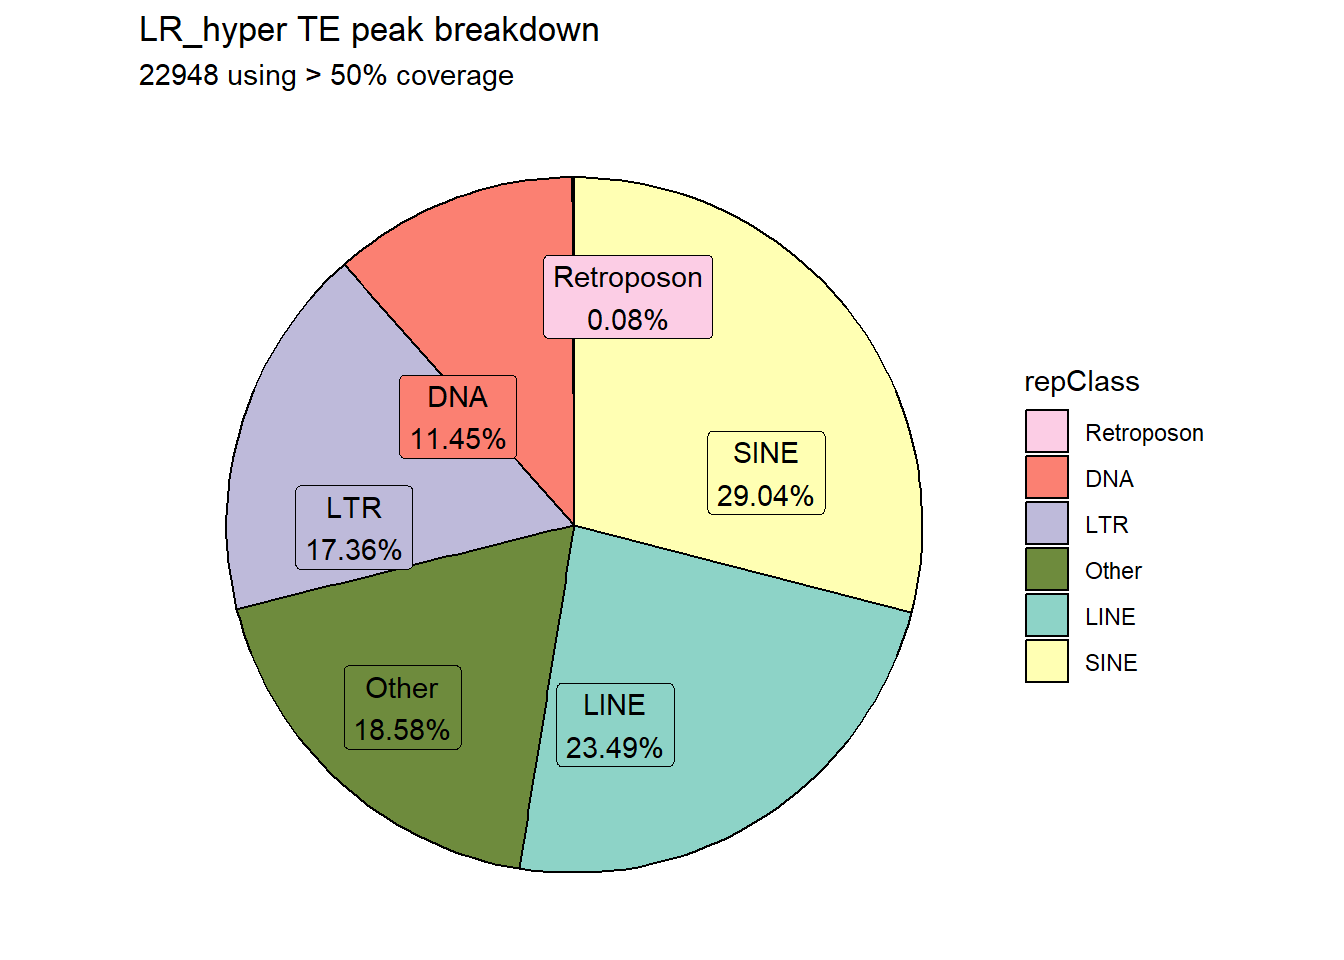 LR_hyper TE peak breakdown
22948 using > 50% coverage
Retroposon
0.08%
DNA
11.45%
SINE
29.04%
LTR
17.36%
Other
18.58%
LINE
23.49%
repClass
Retroposon
DNA
LTR
Other
LINE
SINE